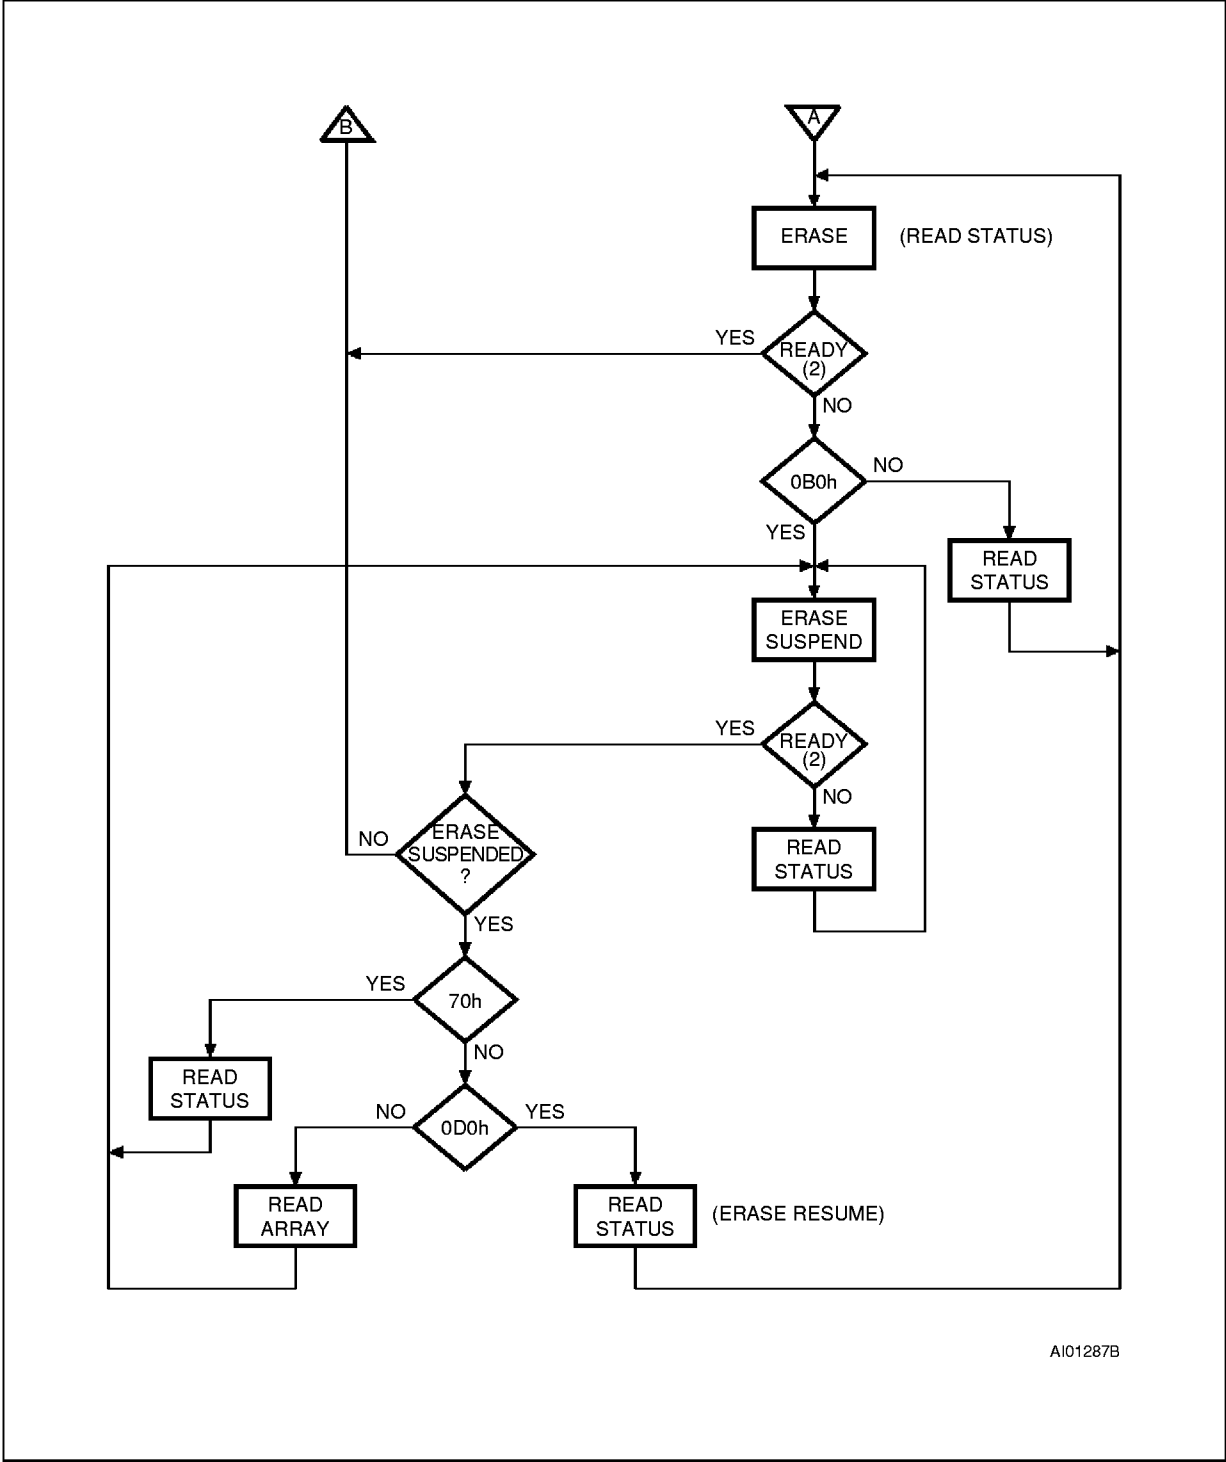 B
A
ERASE
(READ STATUS)
YES
READY
(2)
NO
0B0h
NO
YES
READ
STATUS
ERASE
SUSPEND
YES
READY
(2)
NO
NO
ERASE
SUSPENDED
?
READ
STATUS
YES
YES
70h
NO
READ
STATUS
NO
0D0h
YES
READ
ARRAY
READ
STATUS
(ERASE RESUME)
AI01287B